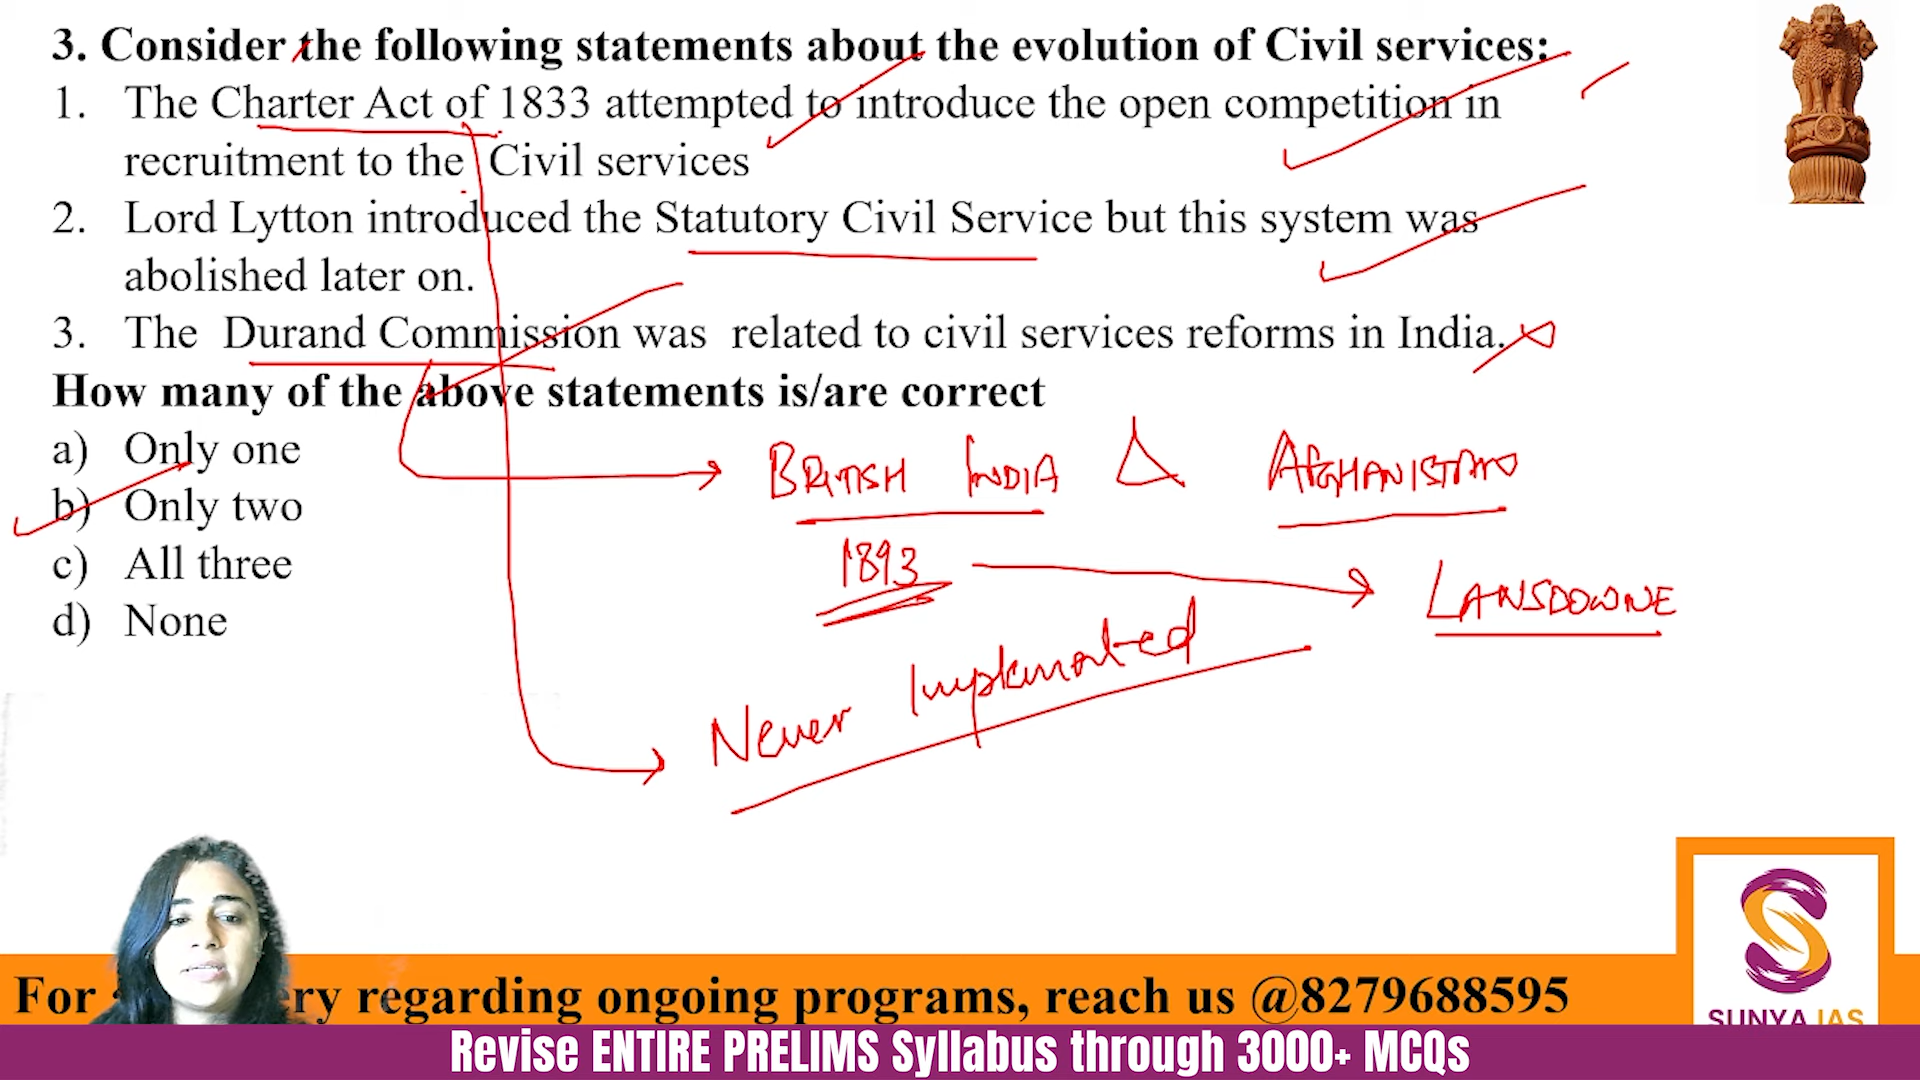 3. Consider the following statements about the evolution of Civil services:
1. The Charter Act of 1833 attempted to introduce the open competition in
recruitment to the Civil services
2. Lord Lytton introduced the Statutory Civil Service but this system was
abolished later on.
3. The Durand Commission was related to civil services reforms in India.
How many of the above statements is/are correct
a) Only one
b) Only two
c) All three
d) None
BRITISH INDIA & AFGHANISTAN
1893
LANSDOWNE
Never Implemented
For ry regarding ongoing programs, reach us @8279688595
SUNYA IAS
Revise ENTIRE PRELIMS Syllabus through 3000+ MCQs